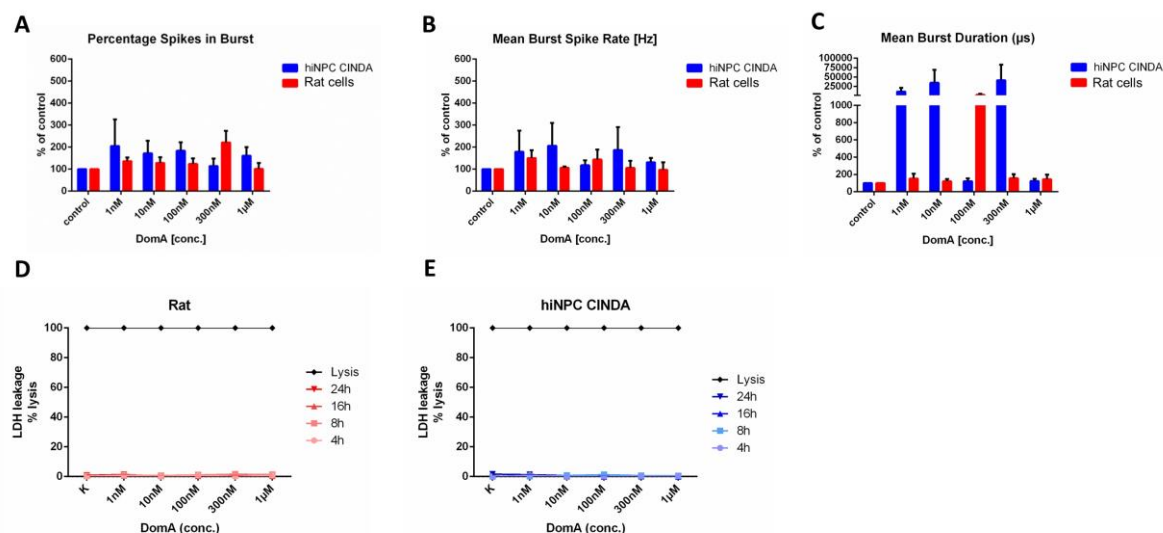 A
Percentage Spikes in Burst
% of control
600
500
400
300
200
100
0
control
1nM
10nM
100nM
300nM
1µM
DomA [conc.]
hiNPC CINDA
Rat cells
B
Mean Burst Spike Rate [Hz]
% of control
600
500
400
300
200
100
0
control
1nM
10nM
100nM
300nM
1µM
DomA [conc.]
hiNPC CINDA
Rat cells
C
Mean Burst Duration (µs)
% of control
100000
75000
50000
25000
1000
800
600
400
200
0
control
1nM
10nM
100nM
300nM
1µM
DomA [conc.]
hiNPC CINDA
Rat cells
D
Rat
LDH leakage
% lysis
100
80
60
40
20
0
K
1nM
10nM
100nM
300nM
1µM
DomA (conc.)
Lysis
24h
16h
8h
4h
E
hiNPC CINDA
LDH leakage
% lysis
100
80
60
40
20
0
K
1nM
10nM
100nM
300nM
1µM
DomA (conc.)
Lysis
24h
16h
8h
4h